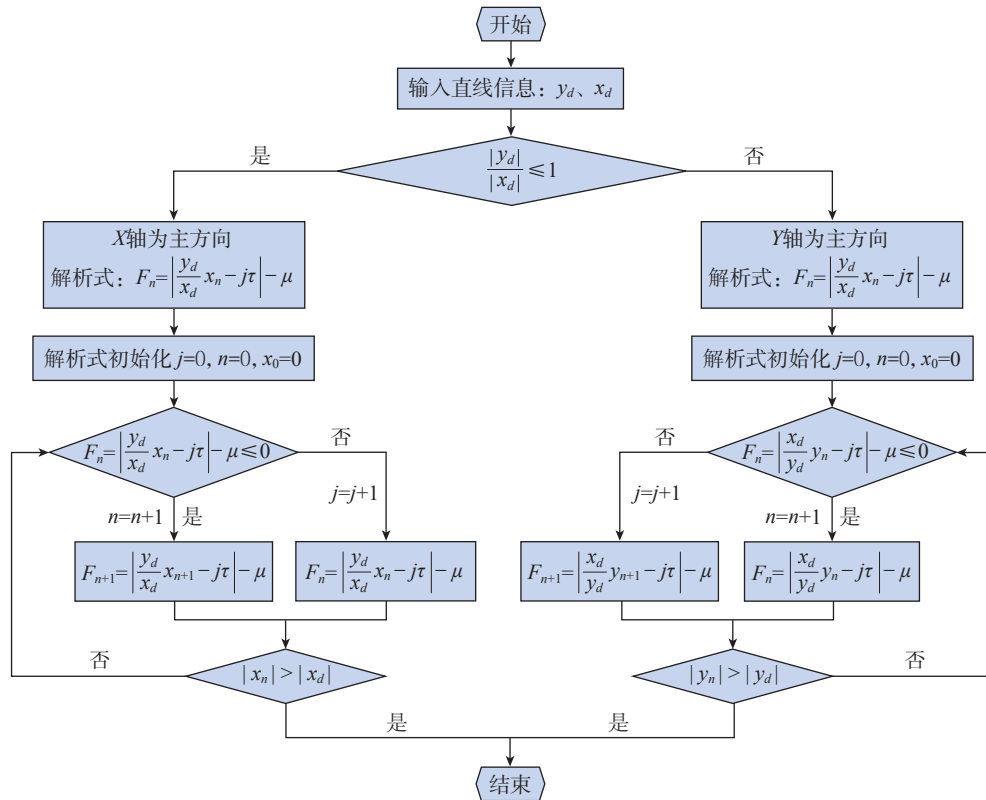 开始
输入直线信息：y_d、x_d
|y_d|/|x_d| ≤ 1
是
否
X轴为主方向
解析式：F_n=|y_d/x_d x_n−jτ|−μ
Y轴为主方向
解析式：F_n=|y_d/x_d x_n−jτ|−μ
解析式初始化 j=0, n=0, x_0=0
解析式初始化 j=0, n=0, x_0=0
F_n=|y_d/x_d x_n−jτ|−μ≤0
否
j=j+1
n=n+1 是
F_n=|x_d/y_d y_n−jτ|−μ≤0
否
j=j+1
n=n+1 是
F_{n+1}=|y_d/x_d x_{n+1}−jτ|−μ
F_n=|y_d/x_d x_n−jτ|−μ
F_{n+1}=|x_d/y_d y_{n+1}−jτ|−μ
F_n=|x_d/y_d y_n−jτ|−μ
否
|x_n|>|x_d|
|y_n|>|y_d|
否
是
是
结束